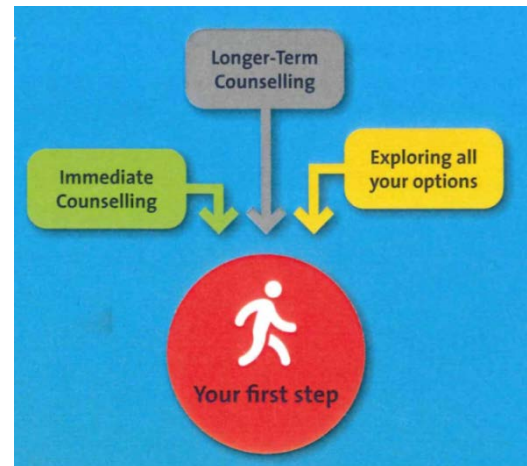 Longer-Term
Counselling
Immediate
Counselling
Exploring all
your options
Your first step